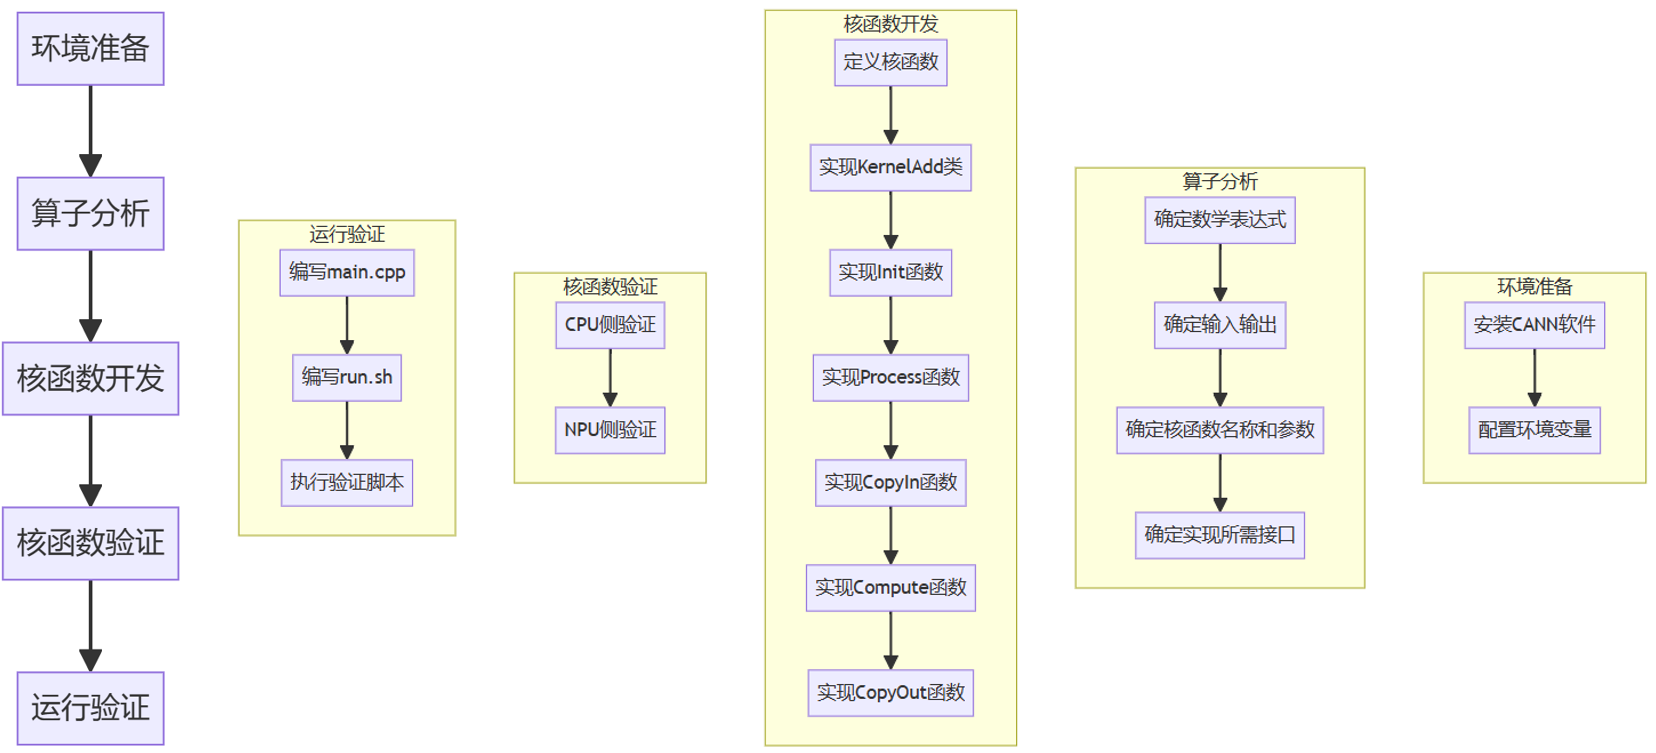 环境准备
算子分析
核函数开发
核函数验证
运行验证
运行验证
编写main.cpp
编写run.sh
执行验证脚本
核函数验证
CPU侧验证
NPU侧验证
核函数开发
定义核函数
实现KernelAdd类
实现Init函数
实现Process函数
实现CopyIn函数
实现Compute函数
实现CopyOut函数
算子分析
确定数学表达式
确定输入输出
确定核函数名称和参数
确定实现所需接口
环境准备
安装CANN软件
配置环境变量